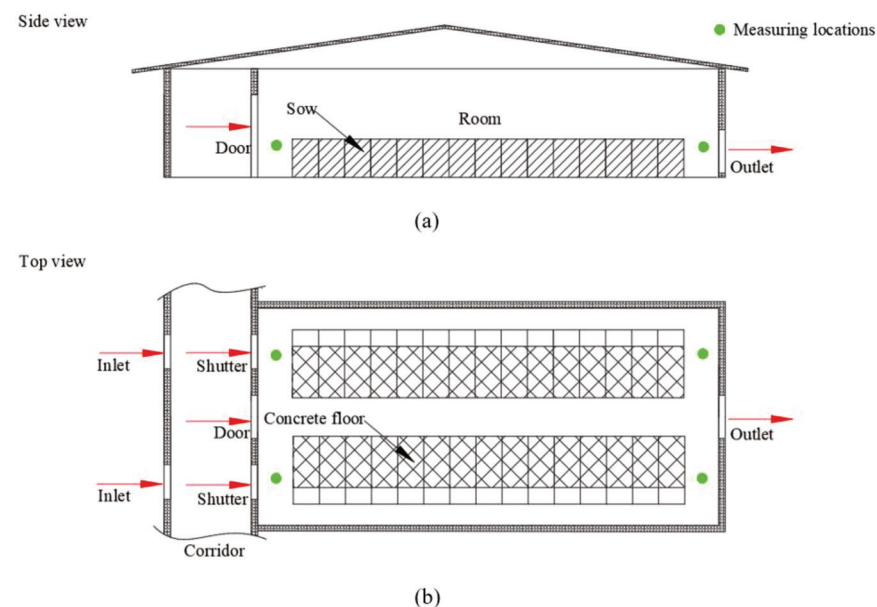 Side view
Measuring locations
Sow
Room
Door
Outlet
(a)
Top view
Inlet
Shutter
Concrete floor
Door
Outlet
Inlet
Shutter
Corridor
(b)